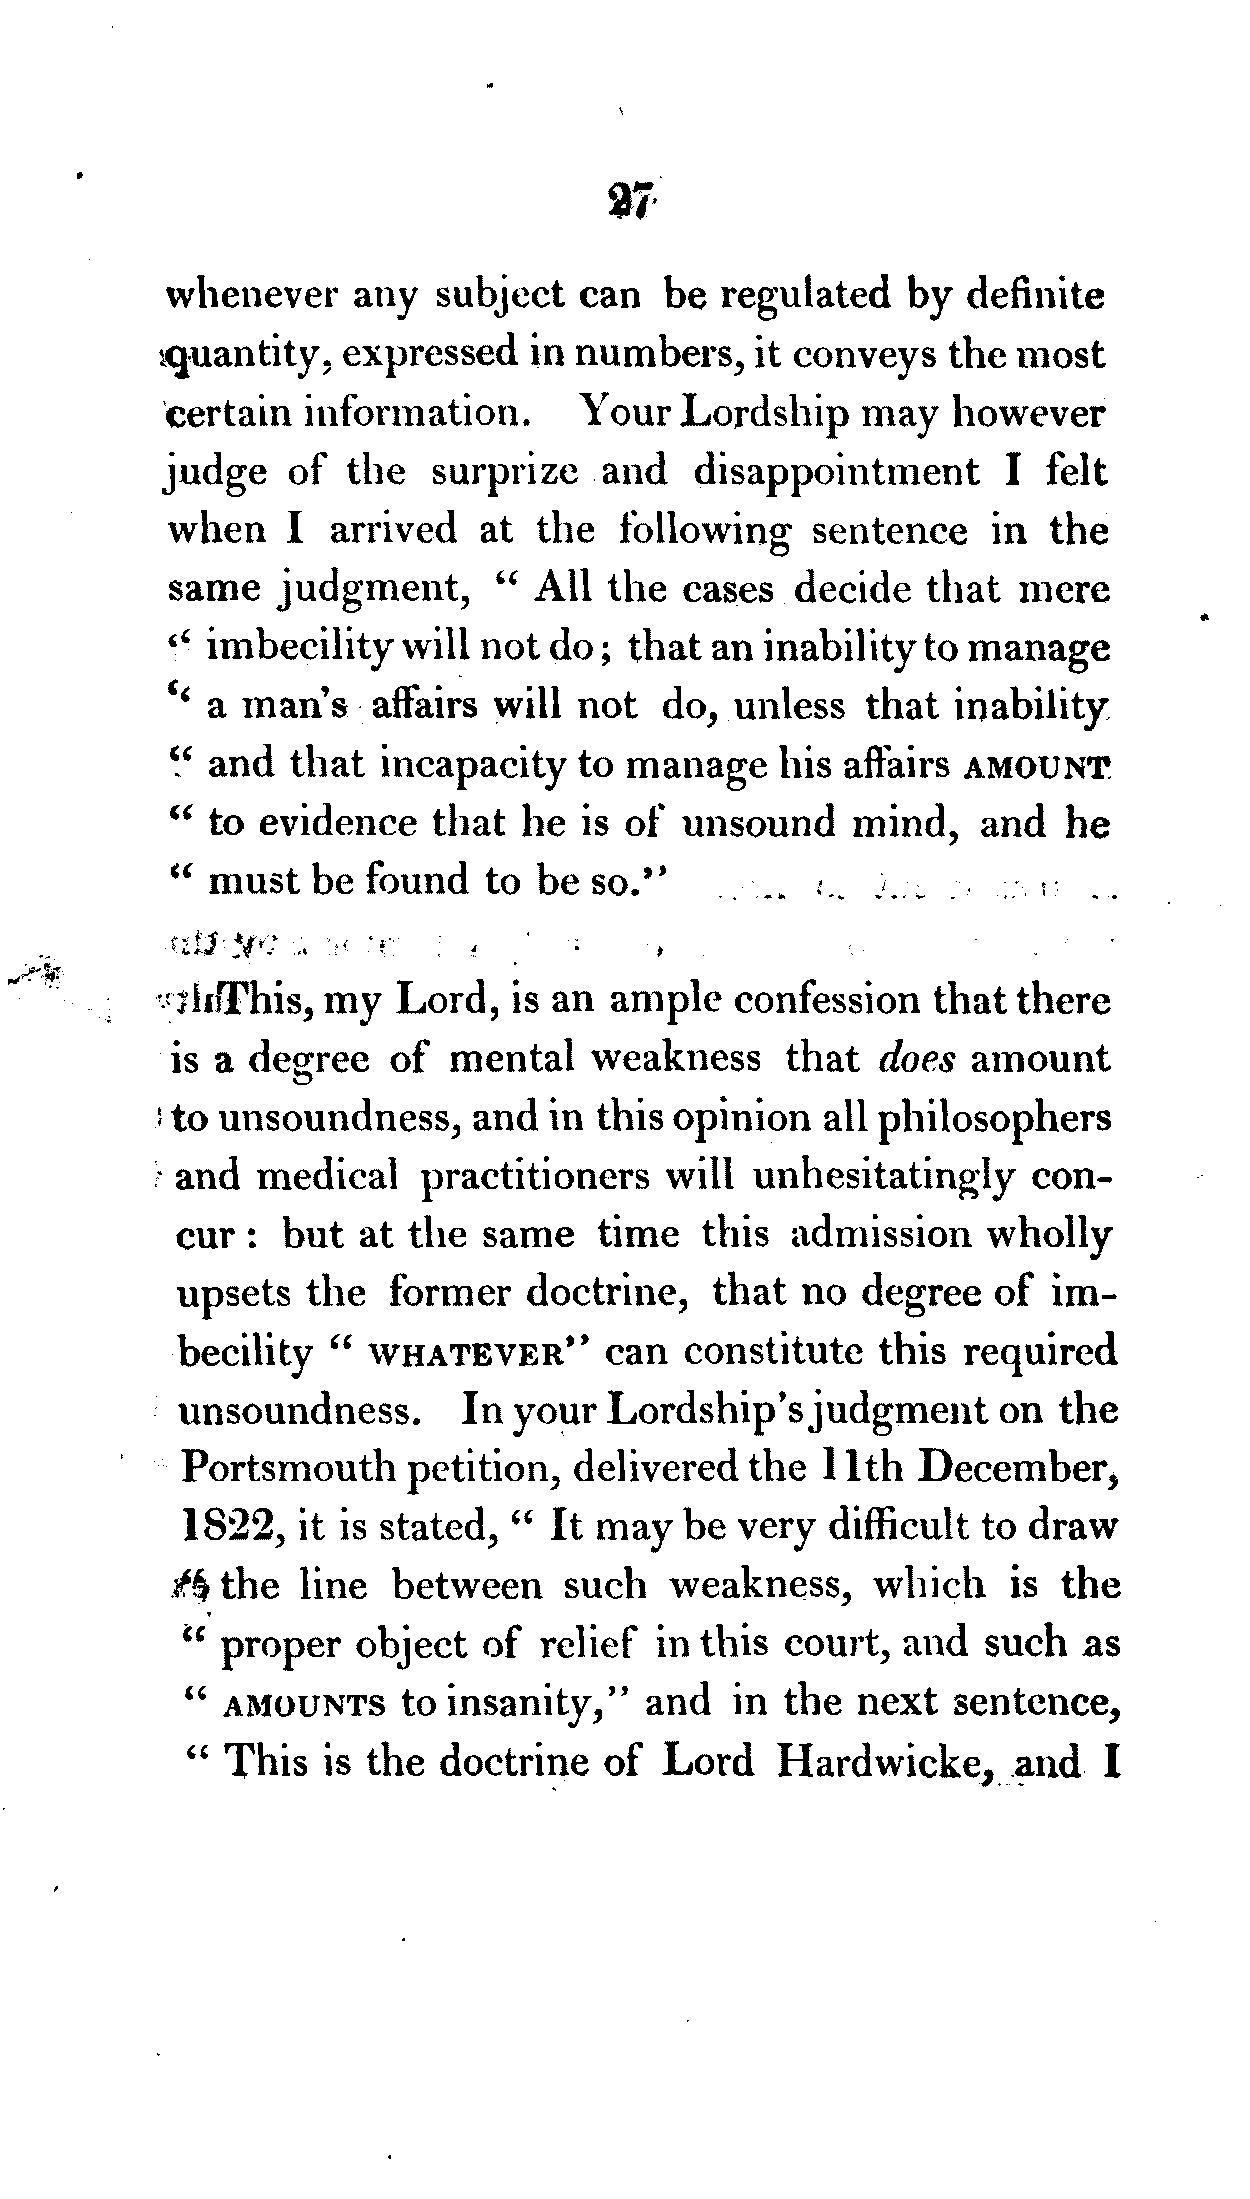 27
whenever any subject can be regulated by definite
quantity, expressed in numbers, it conveys the most
certain information. Your Lordship may however
judge of the surprize and disappointment I felt
when I arrived at the following sentence in the
same judgment, “ All the cases decide that mere
“ imbecility will not do; that an inability to manage
“ a man's affairs will not do, unless that inability
“ and that incapacity to manage his affairs AMOUNT
“ to evidence that he is of unsound mind, and he
“ must be found to be so.”
This, my Lord, is an ample confession that there
is a degree of mental weakness that does amount
to unsoundness, and in this opinion all philosophers
and medical practitioners will unhesitatingly con-
cur : but at the same time this admission wholly
upsets the former doctrine, that no degree of im-
becility “ WHATEVER” can constitute this required
unsoundness. In your Lordship's judgment on the
Portsmouth petition, delivered the 11th December,
1822, it is stated, “ It may be very difficult to draw
“ the line between such weakness, which is the
“ proper object of relief in this court, and such as
“ AMOUNTS to insanity,” and in the next sentence,
“ This is the doctrine of Lord Hardwicke, and I